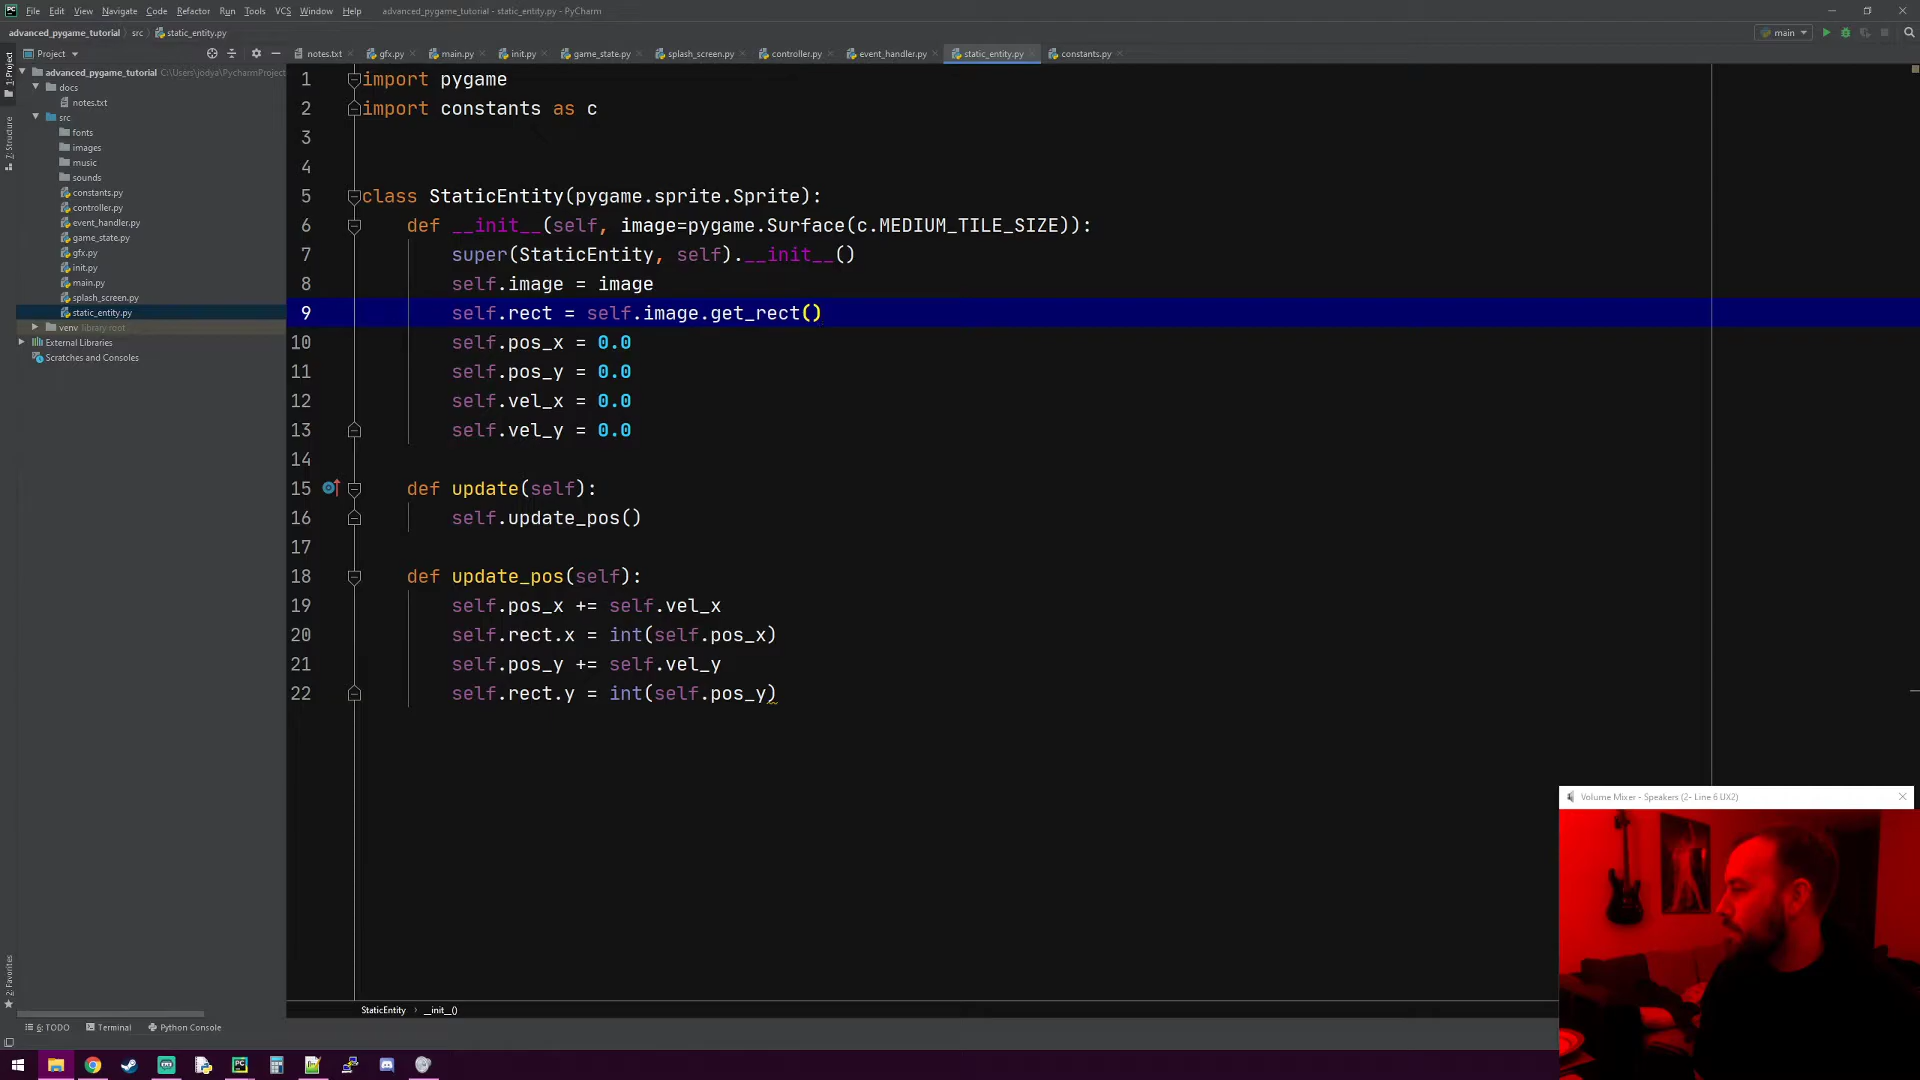 File Edit View Navigate Code Refactor Run Tools VCS Window Help advanced_pygame_tutorial - static_entity.py - PyCharm
advanced_pygame_tutorial src static_entity.py main
Project notes.txt gfx.py main.py init.py game_state.py splash_screen.py controller.py event_handler.py static_entity.py constants.py
1: Project
7: Structure
2: Favorites
advanced_pygame_tutorial C:\Users\jodya\PycharmProject
docs
notes.txt
src
fonts
images
music
sounds
constants.py
controller.py
event_handler.py
game_state.py
gfx.py
init.py
main.py
splash_screen.py
static_entity.py
venv library root
External Libraries
Scratches and Consoles
1 import pygame
2 import constants as c
3
4
5 class StaticEntity(pygame.sprite.Sprite):
6 def __init__(self, image=pygame.Surface(c.MEDIUM_TILE_SIZE)):
7 super(StaticEntity, self).__init__()
8 self.image = image
9 self.rect = self.image.get_rect()
10 self.pos_x = 0.0
11 self.pos_y = 0.0
12 self.vel_x = 0.0
13 self.vel_y = 0.0
14
15 def update(self):
16 self.update_pos()
17
18 def update_pos(self):
19 self.pos_x += self.vel_x
20 self.rect.x = int(self.pos_x)
21 self.pos_y += self.vel_y
22 self.rect.y = int(self.pos_y)
Volume Mixer - Speakers (2- Line 6 UX2)
StaticEntity › __init__()
6: TODO Terminal Python Console